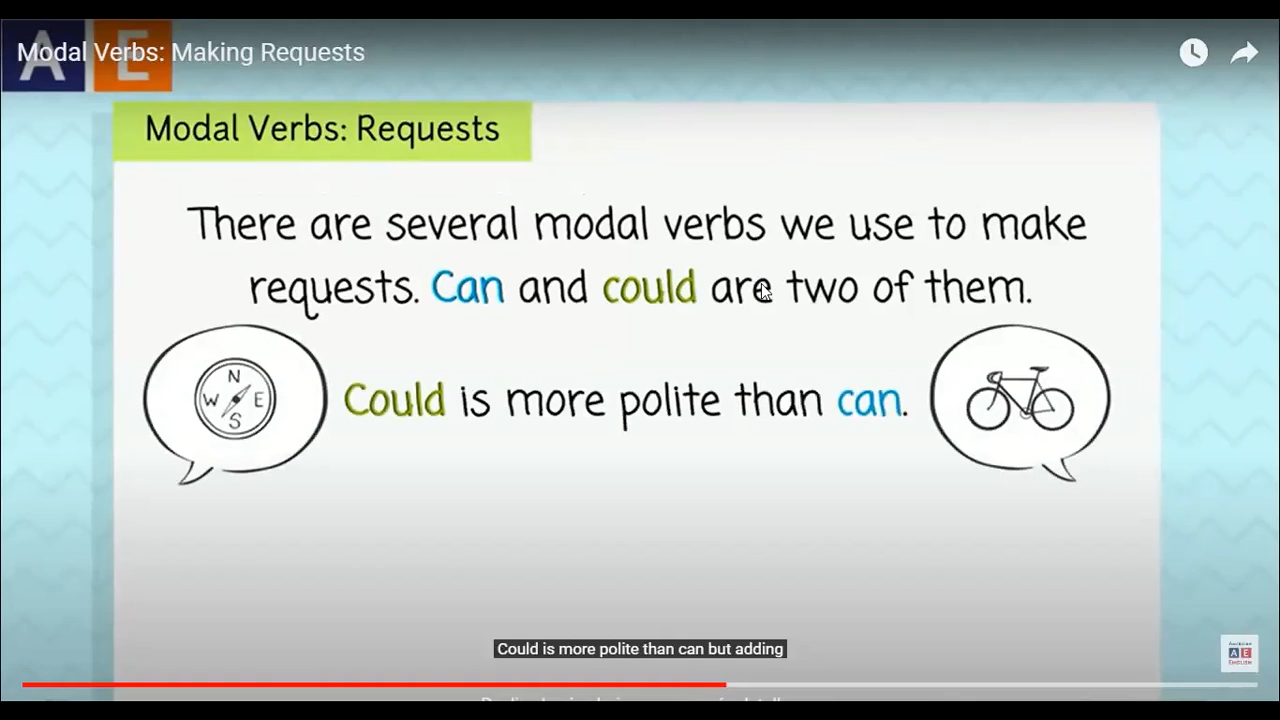 A E
Modal Verbs: Making Requests
Modal Verbs: Requests
There are several modal verbs we use to make
requests. Can and could are two of them.
N
W E
S
Could is more polite than can.
Could is more polite than can but adding
A E
ENGLISH